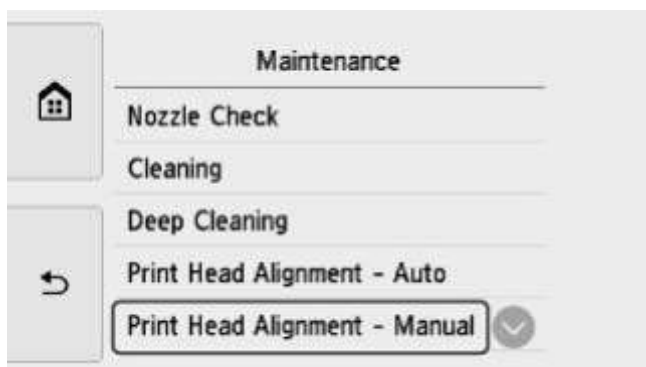 Maintenance
Nozzle Check
Cleaning
Deep Cleaning
Print Head Alignment - Auto
Print Head Alignment - Manual